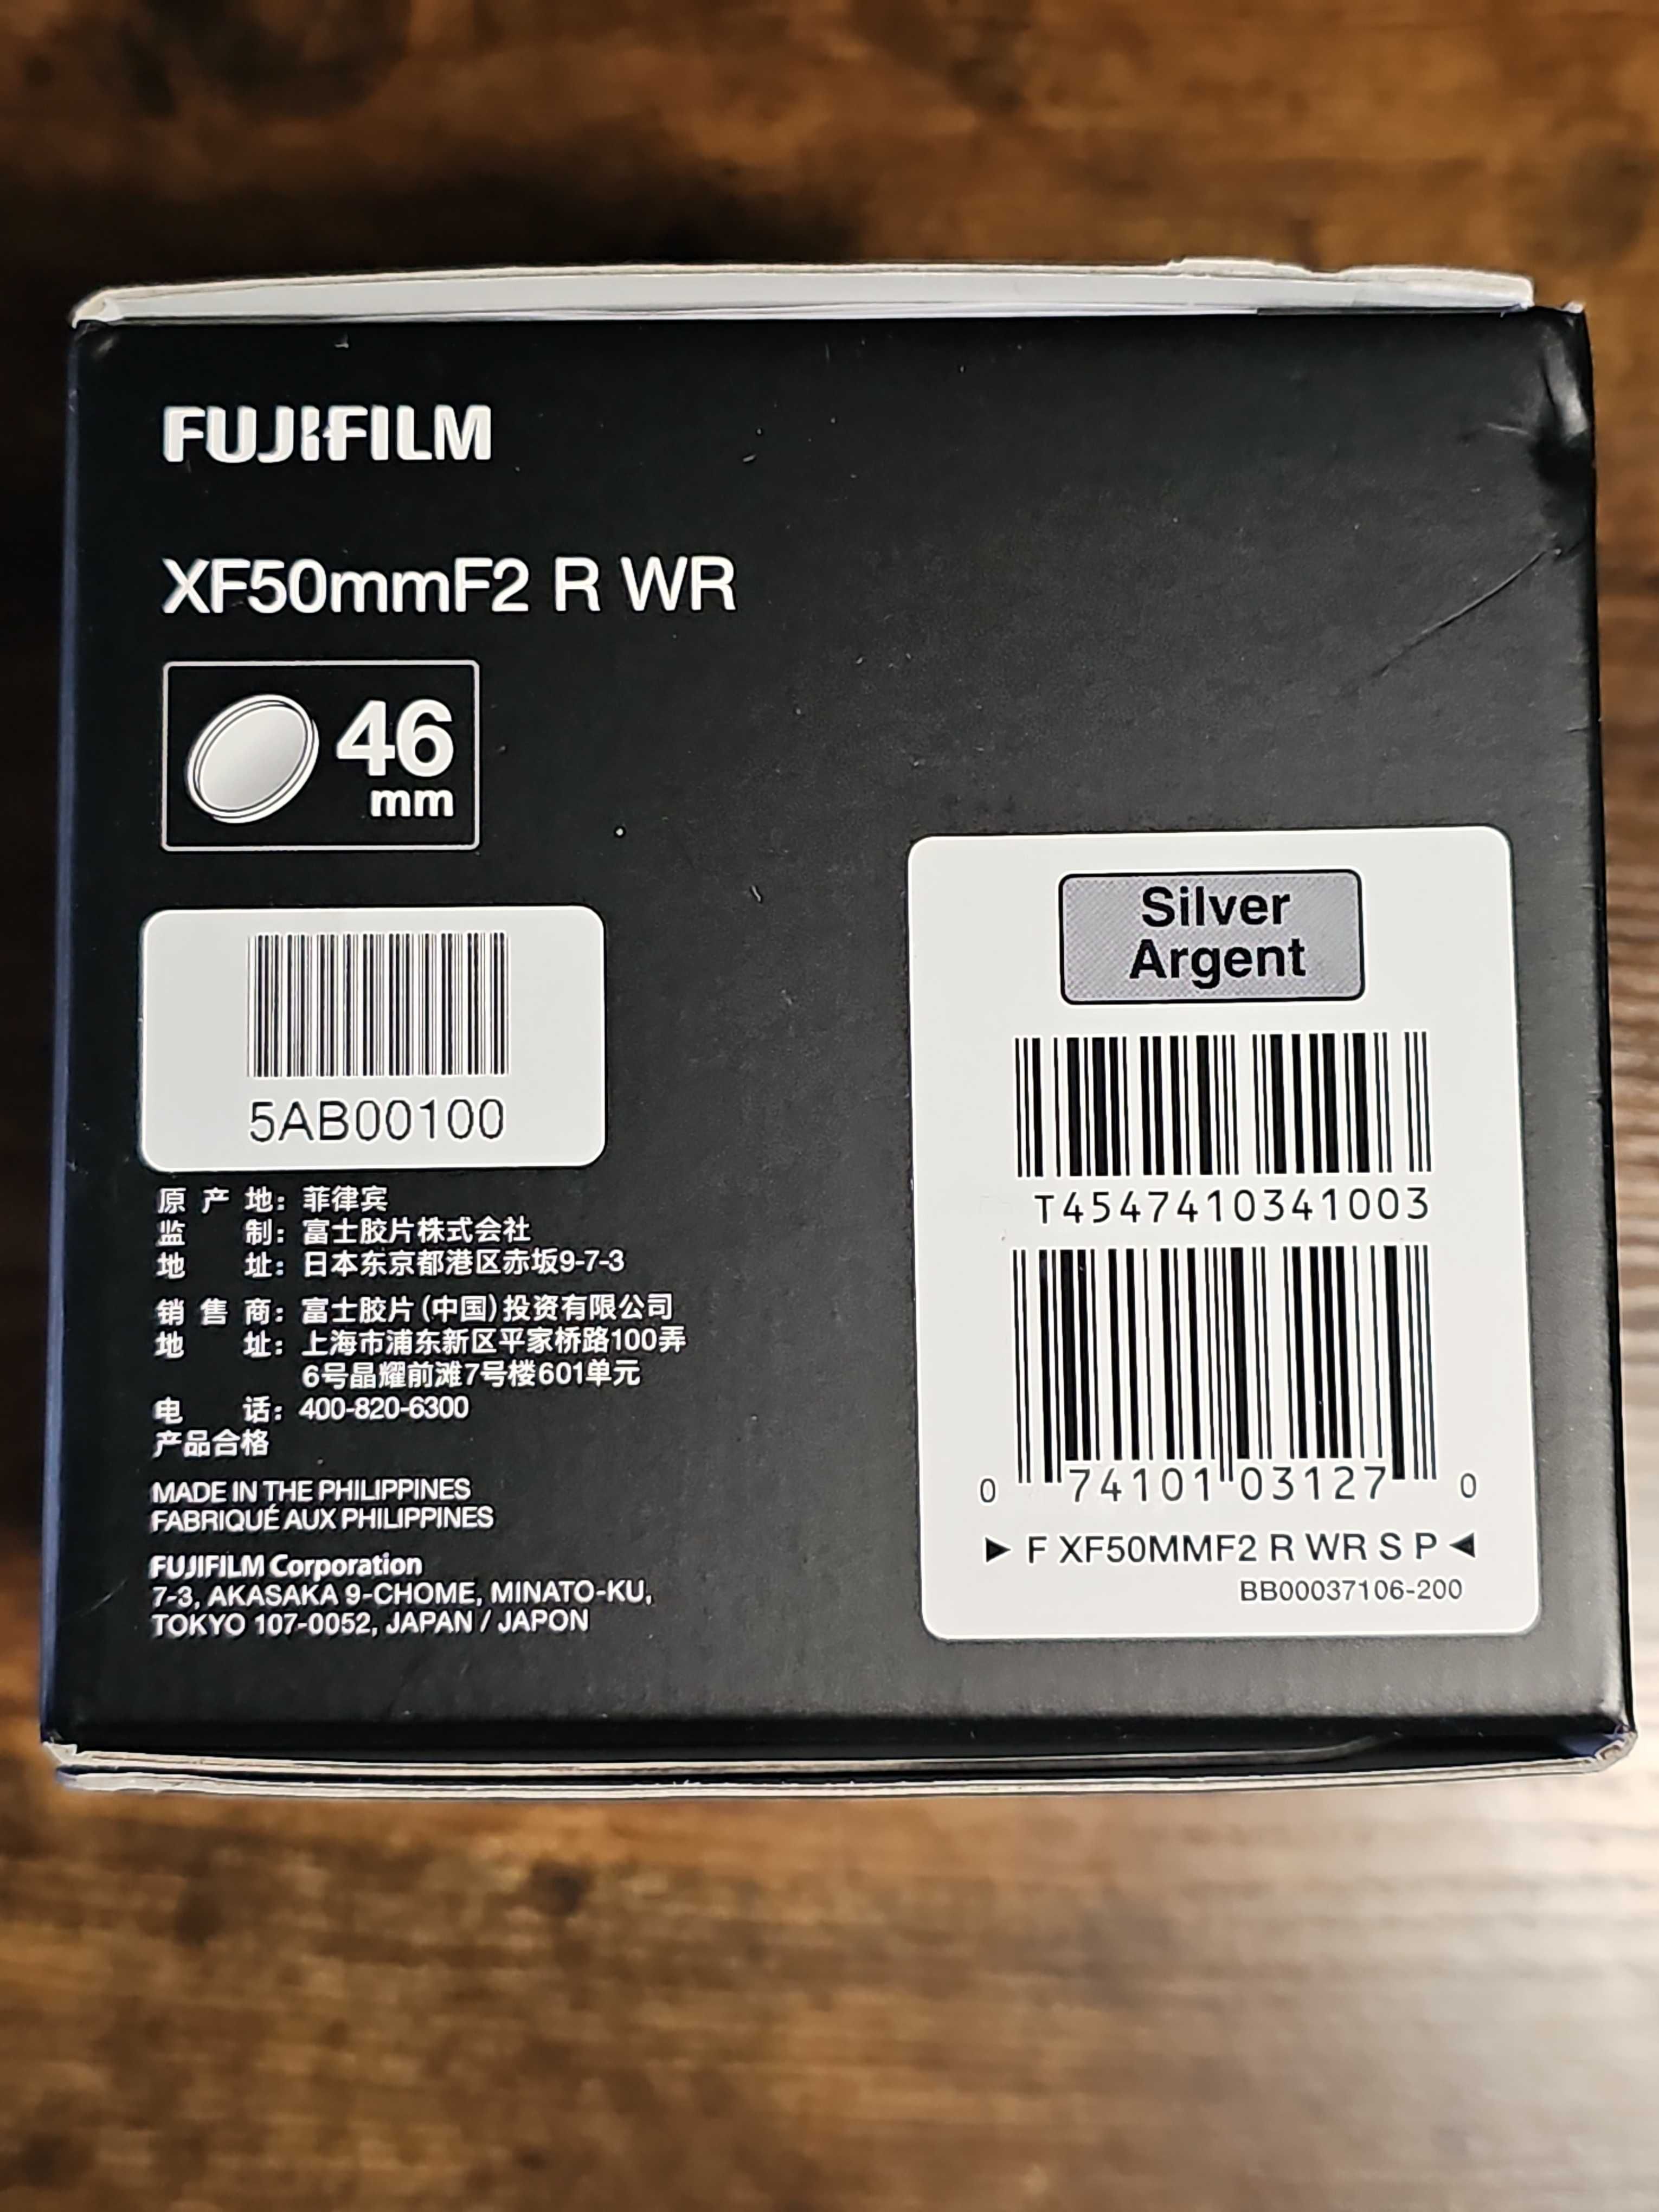 FUJIFILM
XF50mmF2 R WR
46
mm
5AB00100
原产地：菲律宾
监制：富士胶片株式会社
地址：日本东京都港区赤坂9-7-3
销售商：富士胶片（中国）投资有限公司
地址：上海市浦东新区平家桥路100弄
6号晶耀前滩7号楼601单元
电话：400-820-6300
产品合格
MADE IN THE PHILIPPINES
FABRIQUÉ AUX PHILIPPINES
FUJIFILM Corporation
7-3, AKASAKA 9-CHOME, MINATO-KU,
TOKYO 107-0052, JAPAN / JAPON
Silver
Argent
T4547410341003
0 74101 03127 0
▶ F XF50MMF2 R WR S P ◀
BB00037106-200